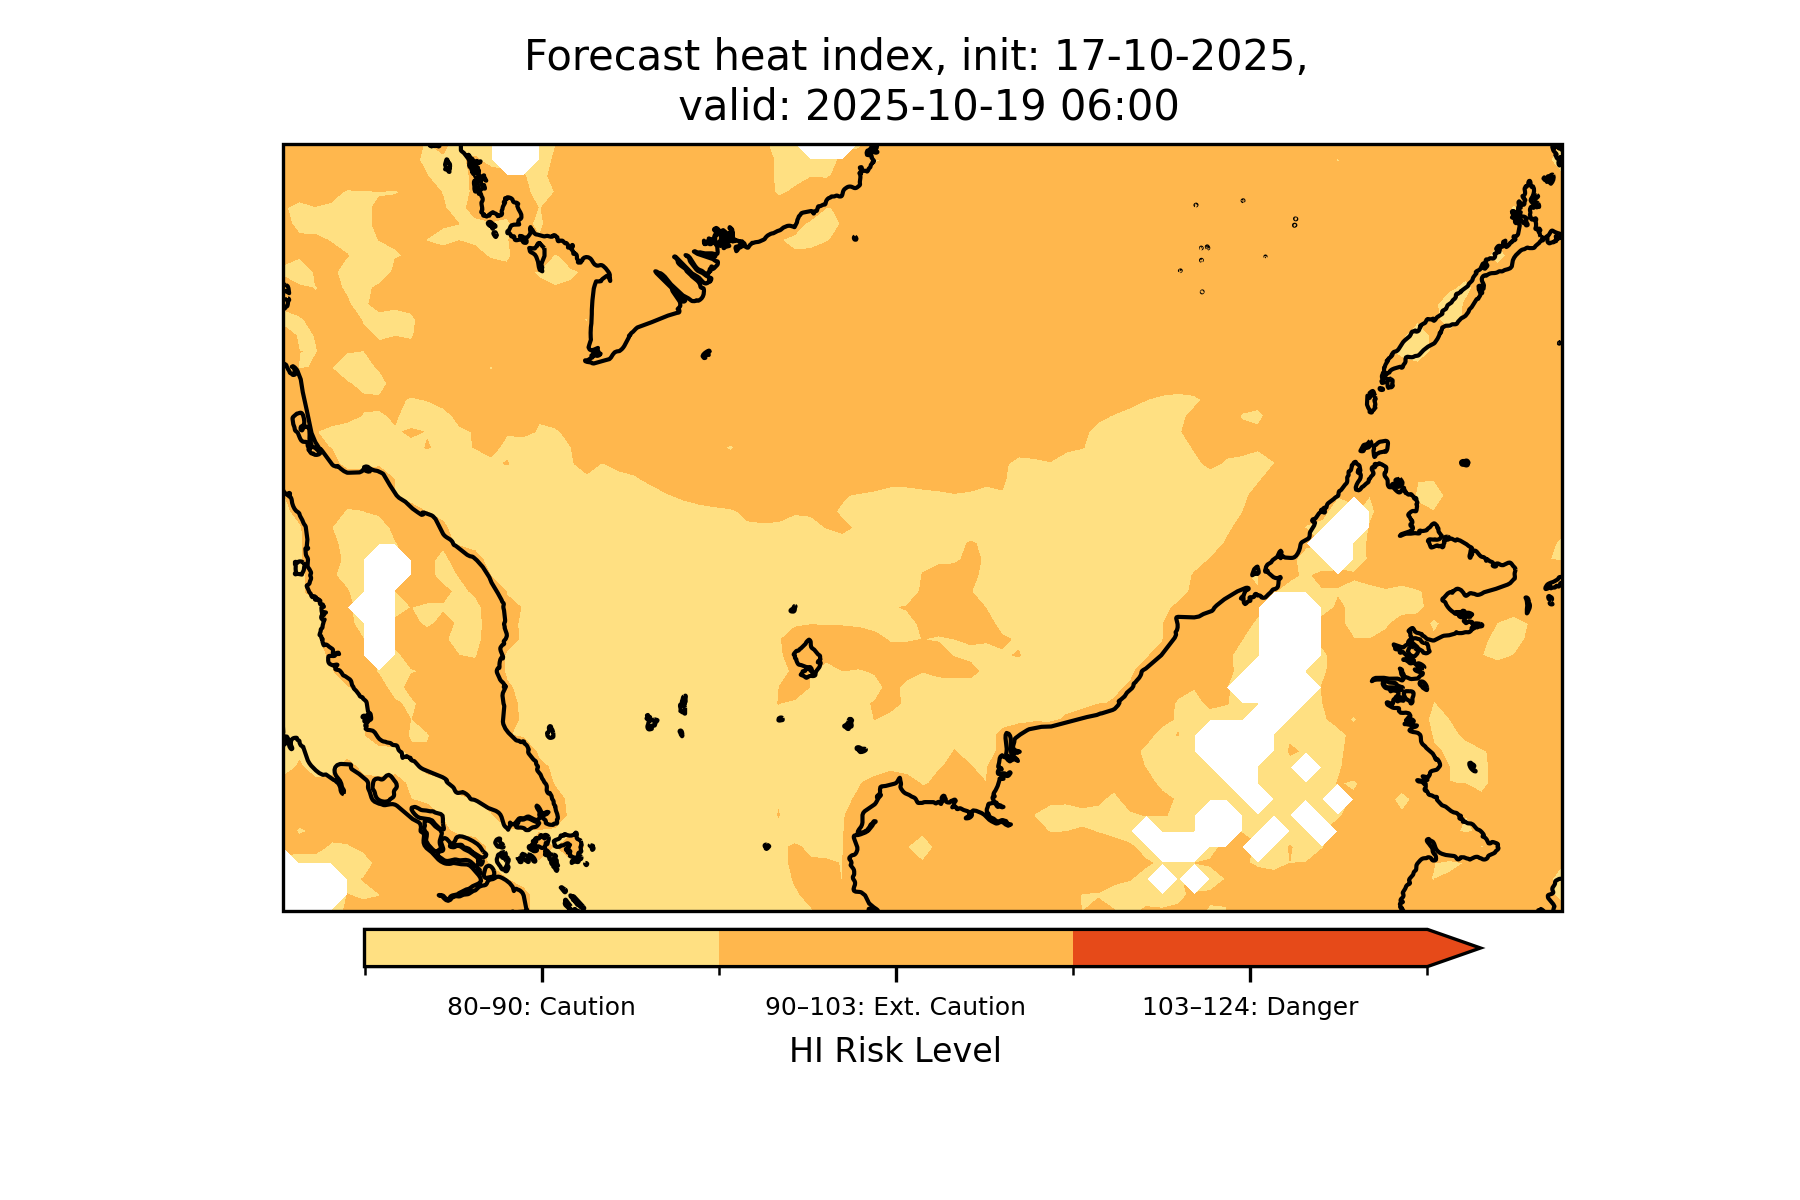 Forecast heat index, init: 17-10-2025,
valid: 2025-10-19 06:00
80–90: Caution
90–103: Ext. Caution
103–124: Danger
HI Risk Level